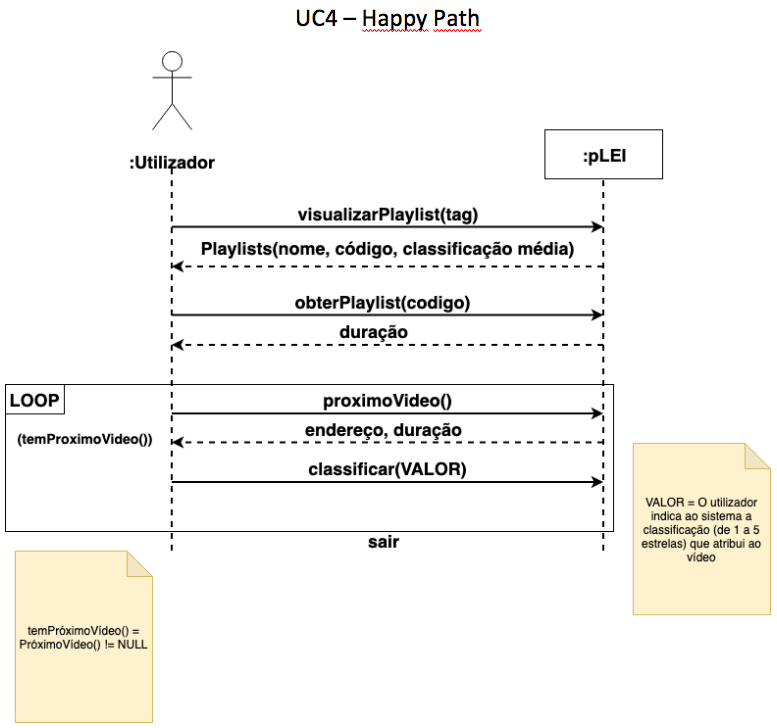 UC4 – Happy Path
:Utilizador
:pLEI
visualizarPlaylist(tag)
Playlists(nome, código, classificação média)
obterPlaylist(codigo)
duração
LOOP
proximoVideo()
(temProximoVideo())
endereço, duração
classificar(VALOR)
VALOR = O utilizador
indica ao sistema a
classificação (de 1 a 5
estrelas) que atribui ao
vídeo
sair
temPróximoVídeo() =
PróximoVídeo() != NULL